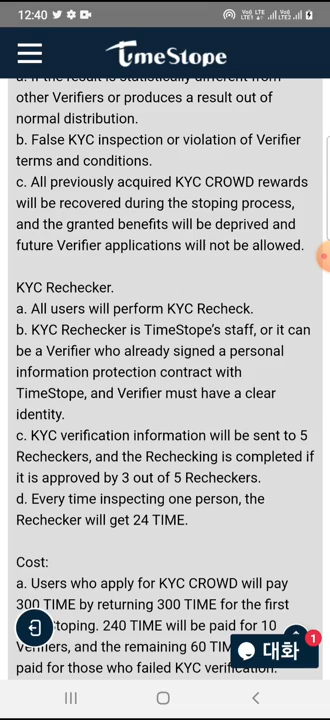 12:40
TimeStope
a. If the result is statistically different from
other Verifiers or produces a result out of
normal distribution.
b. False KYC inspection or violation of Verifier
terms and conditions.
c. All previously acquired KYC CROWD rewards
will be recovered during the stoping process,
and the granted benefits will be deprived and
future Verifier applications will not be allowed.
KYC Rechecker.
a. All users will perform KYC Recheck.
b. KYC Rechecker is TimeStope's staff, or it can
be a Verifier who already signed a personal
information protection contract with
TimeStope, and Verifier must have a clear
identity.
c. KYC verification information will be sent to 5
Recheckers, and the Rechecking is completed if
it is approved by 3 out of 5 Recheckers.
d. Every time inspecting one person, the
Rechecker will get 24 TIME.
Cost:
a. Users who apply for KYC CROWD will pay
300 TIME by returning 300 TIME for the first
toping. 240 TIME will be paid for 10
Verifiers, and the remaining 60 TIM
paid for those who failed KYC verification.
대화
1